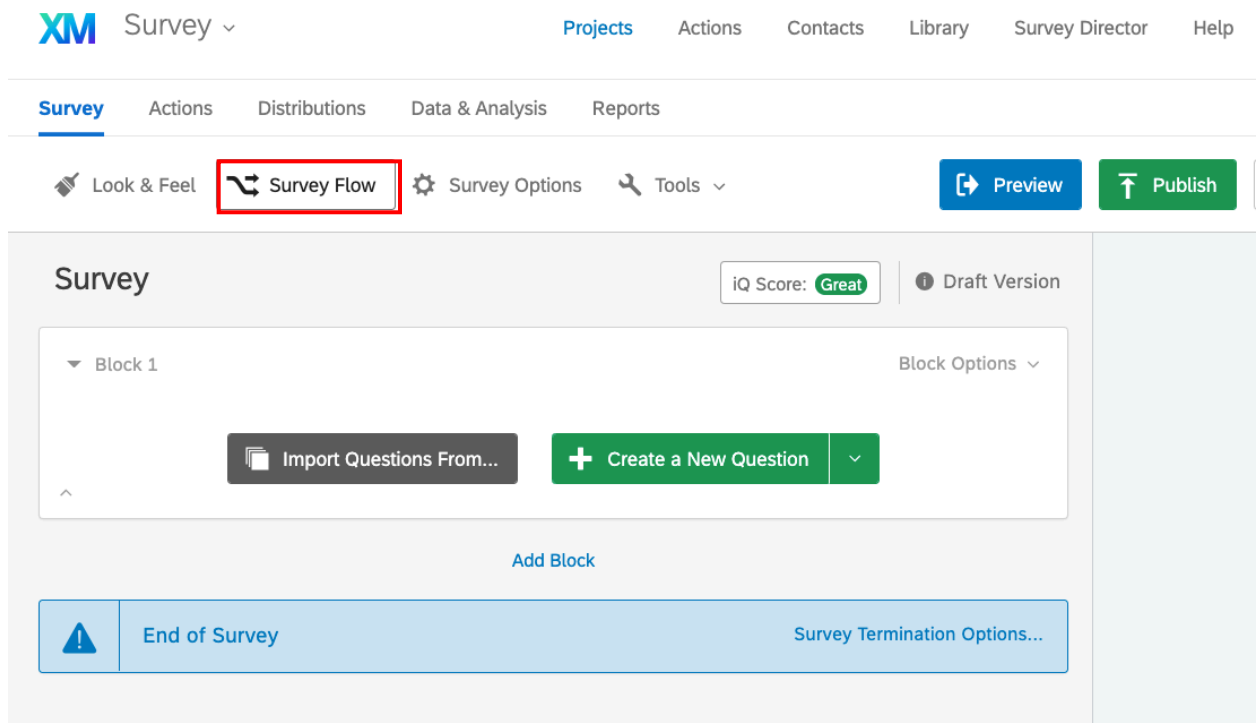 XM Survey Projects Actions Contacts Library Survey Director Help
Survey Actions Distributions Data & Analysis Reports
Look & Feel Survey Flow Survey Options Tools Preview Publish
Survey iQ Score: Great Draft Version
Block 1 Block Options
Import Questions From... Create a New Question
Add Block
End of Survey Survey Termination Options...